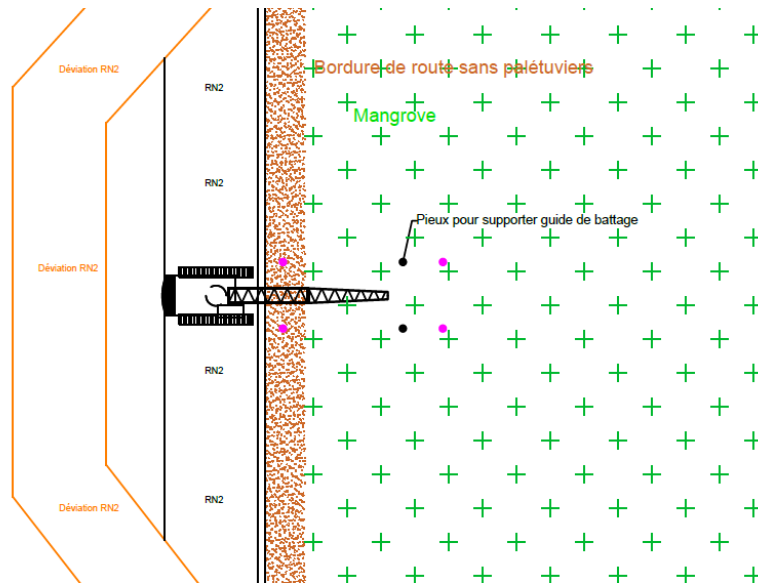 Bordure de route sans palétuviers
Déviation RN2
RN2
Mangrove
RN2
Pieux pour supporter guide de battage
Déviation RN2
RN2
RN2
Déviation RN2